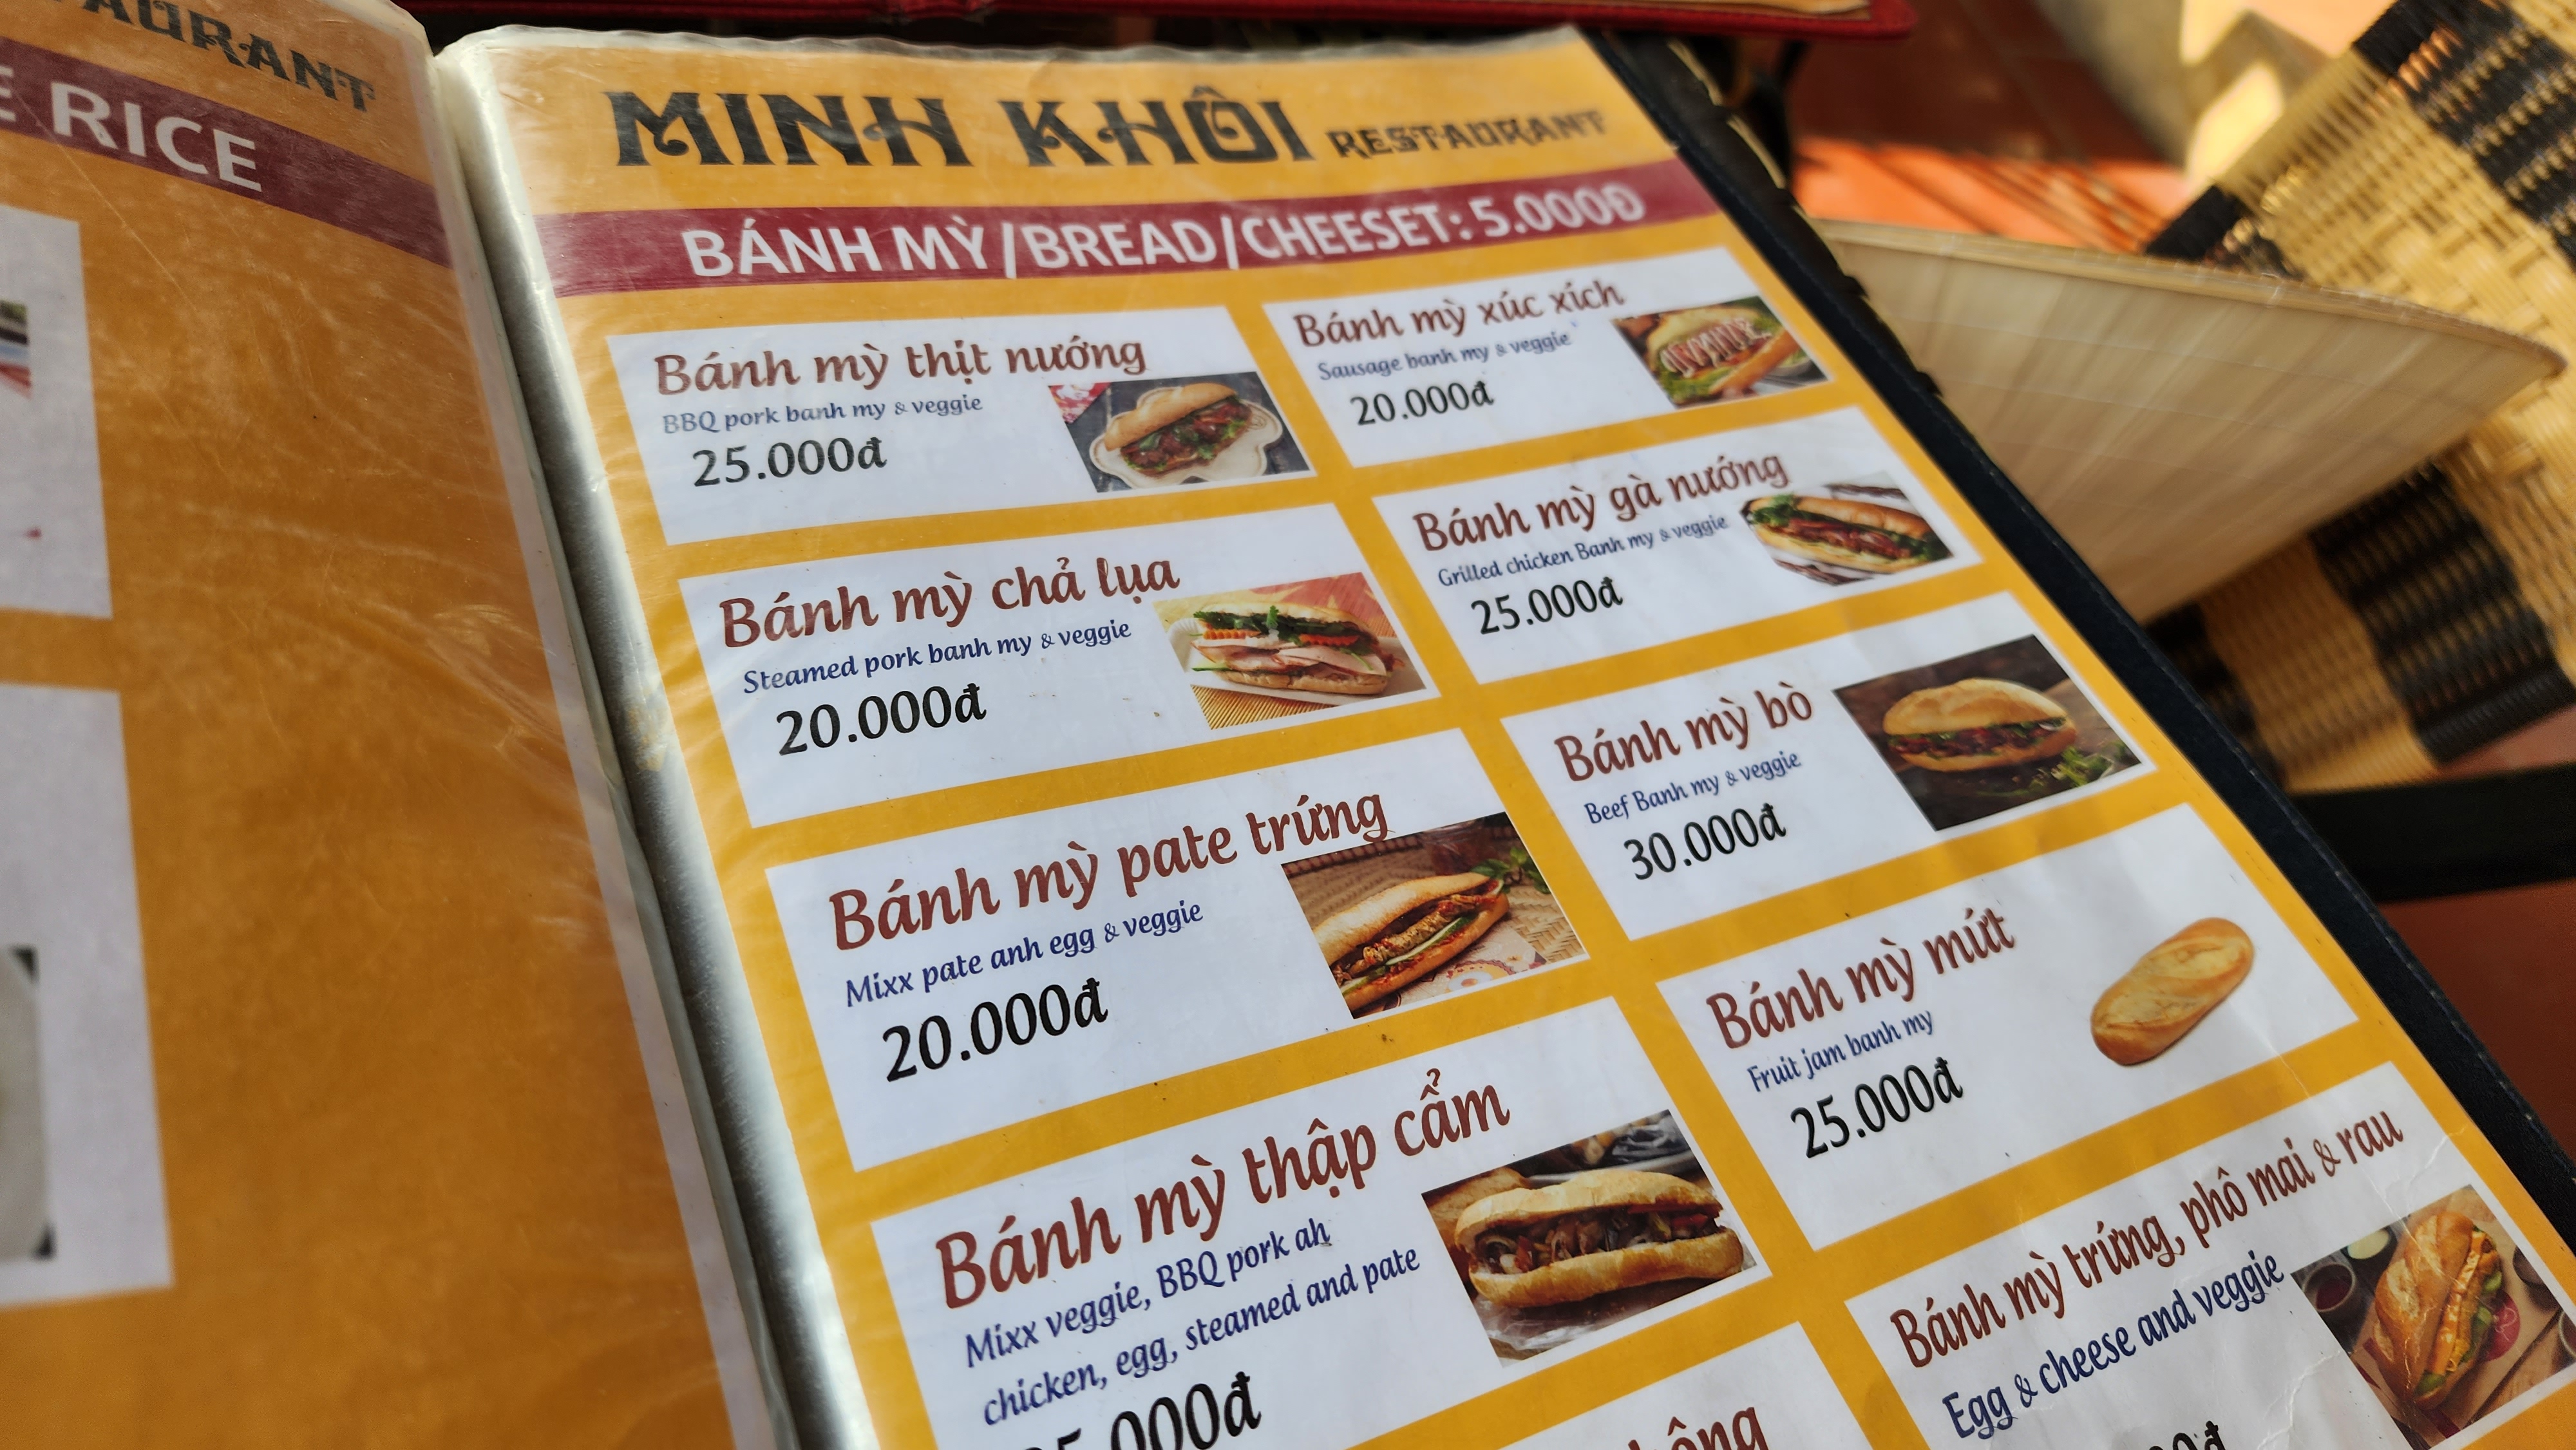 RESTAURANT
E RICE
MINH KHÔI RESTAURANT
BÁNH MỲ/BREAD/CHEESET: 5.000Đ
Bánh mỳ thịt nướng
BBQ pork banh my & veggie
25.000đ
Bánh mỳ xúc xích
Sausage banh my & veggie
20.000đ
Bánh mỳ chả lụa
Steamed pork banh my & veggie
20.000đ
Bánh mỳ gà nướng
Grilled chicken Banh my & veggie
25.000đ
Bánh mỳ pate trứng
Mixx pate anh egg & veggie
20.000đ
Bánh mỳ bò
Beef Banh my & veggie
30.000đ
Bánh mỳ thập cẩm
Mixx veggie, BBQ pork ah
chicken, egg, steamed and pate
Bánh mỳ mứt
Fruit jam banh my
25.000đ
Bánh mỳ trứng, phô mai & rau
Egg & cheese and veggie